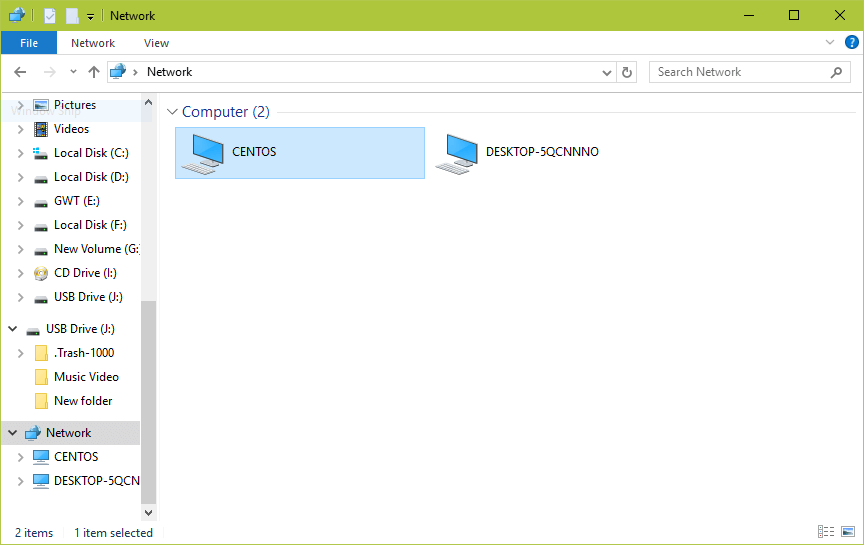 Network
File Network View
Network
Search Network
Pictures
Window Snip
Videos
Local Disk (C:)
Local Disk (D:)
GWT (E:)
Local Disk (F:)
New Volume (G:
CD Drive (I:)
USB Drive (J:)
USB Drive (J:)
.Trash-1000
Music Video
New folder
Network
CENTOS
DESKTOP-5QCN
Computer (2)
CENTOS
DESKTOP-5QCNNNO
2 items 1 item selected